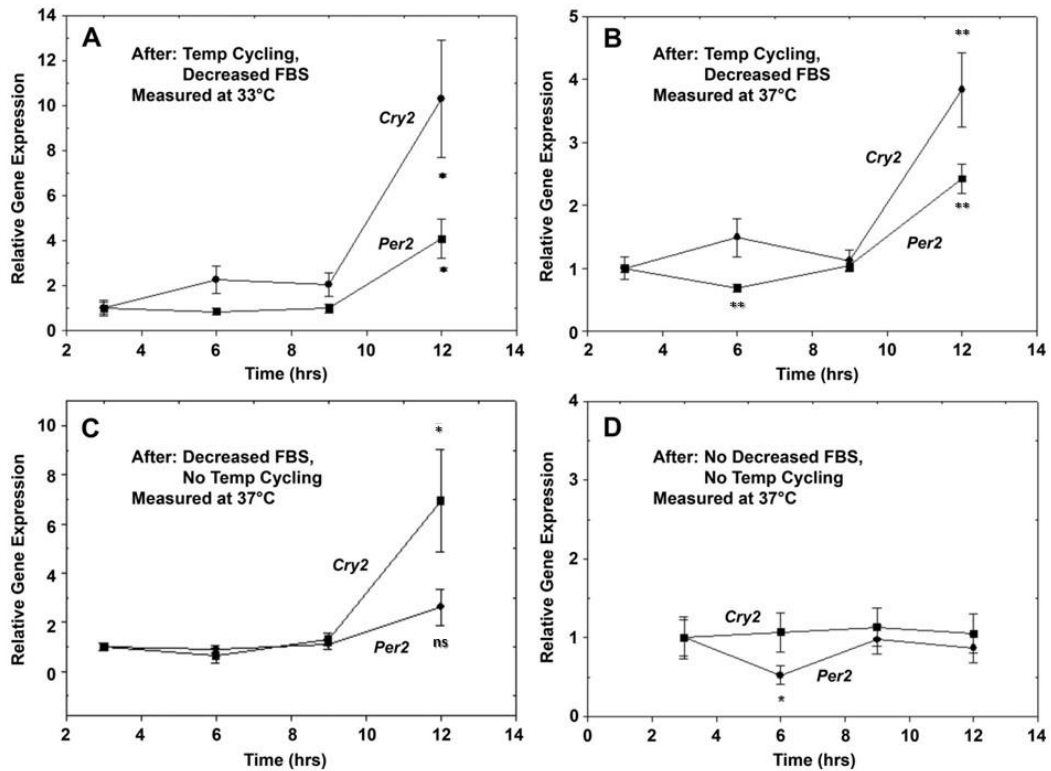 A
After: Temp Cycling,
Decreased FBS
Measured at 33°C
Relative Gene Expression
14
12
10
8
6
4
2
0
Cry2
*
Per2
*
2 4 6 8 10 12 14
Time (hrs)
B
After: Temp Cycling,
Decreased FBS
Measured at 37°C
Relative Gene Expression
5
4
3
2
1
0
**
Cry2
**
Per2
**
2 4 6 8 10 12 14
Time (hrs)
C
After: Decreased FBS,
No Temp Cycling
Measured at 37°C
Relative Gene Expression
10
8
6
4
2
0
*
Cry2
Per2
ns
2 4 6 8 10 12 14
Time (hrs)
D
After: No Decreased FBS,
No Temp Cycling
Measured at 37°C
Relative Gene Expression
4
3
2
1
0
Cry2
Per2
*
0 2 4 6 8 10 12 14
Time (hrs)